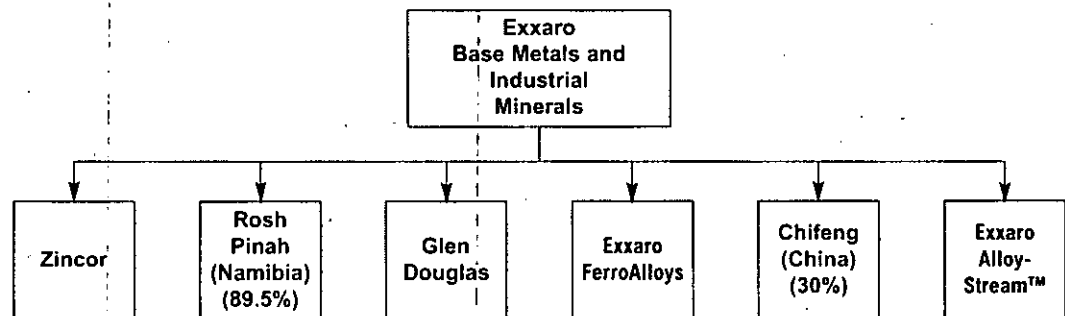 Exxaro
Base Metals and
Industrial
Minerals
Zincor
Rosh
Pinah
(Namibia)
(89.5%)
Glen
Douglas
Exxaro
FerroAlloys
Chifeng
(China)
(30%)
Exxaro
Alloy-
Stream™